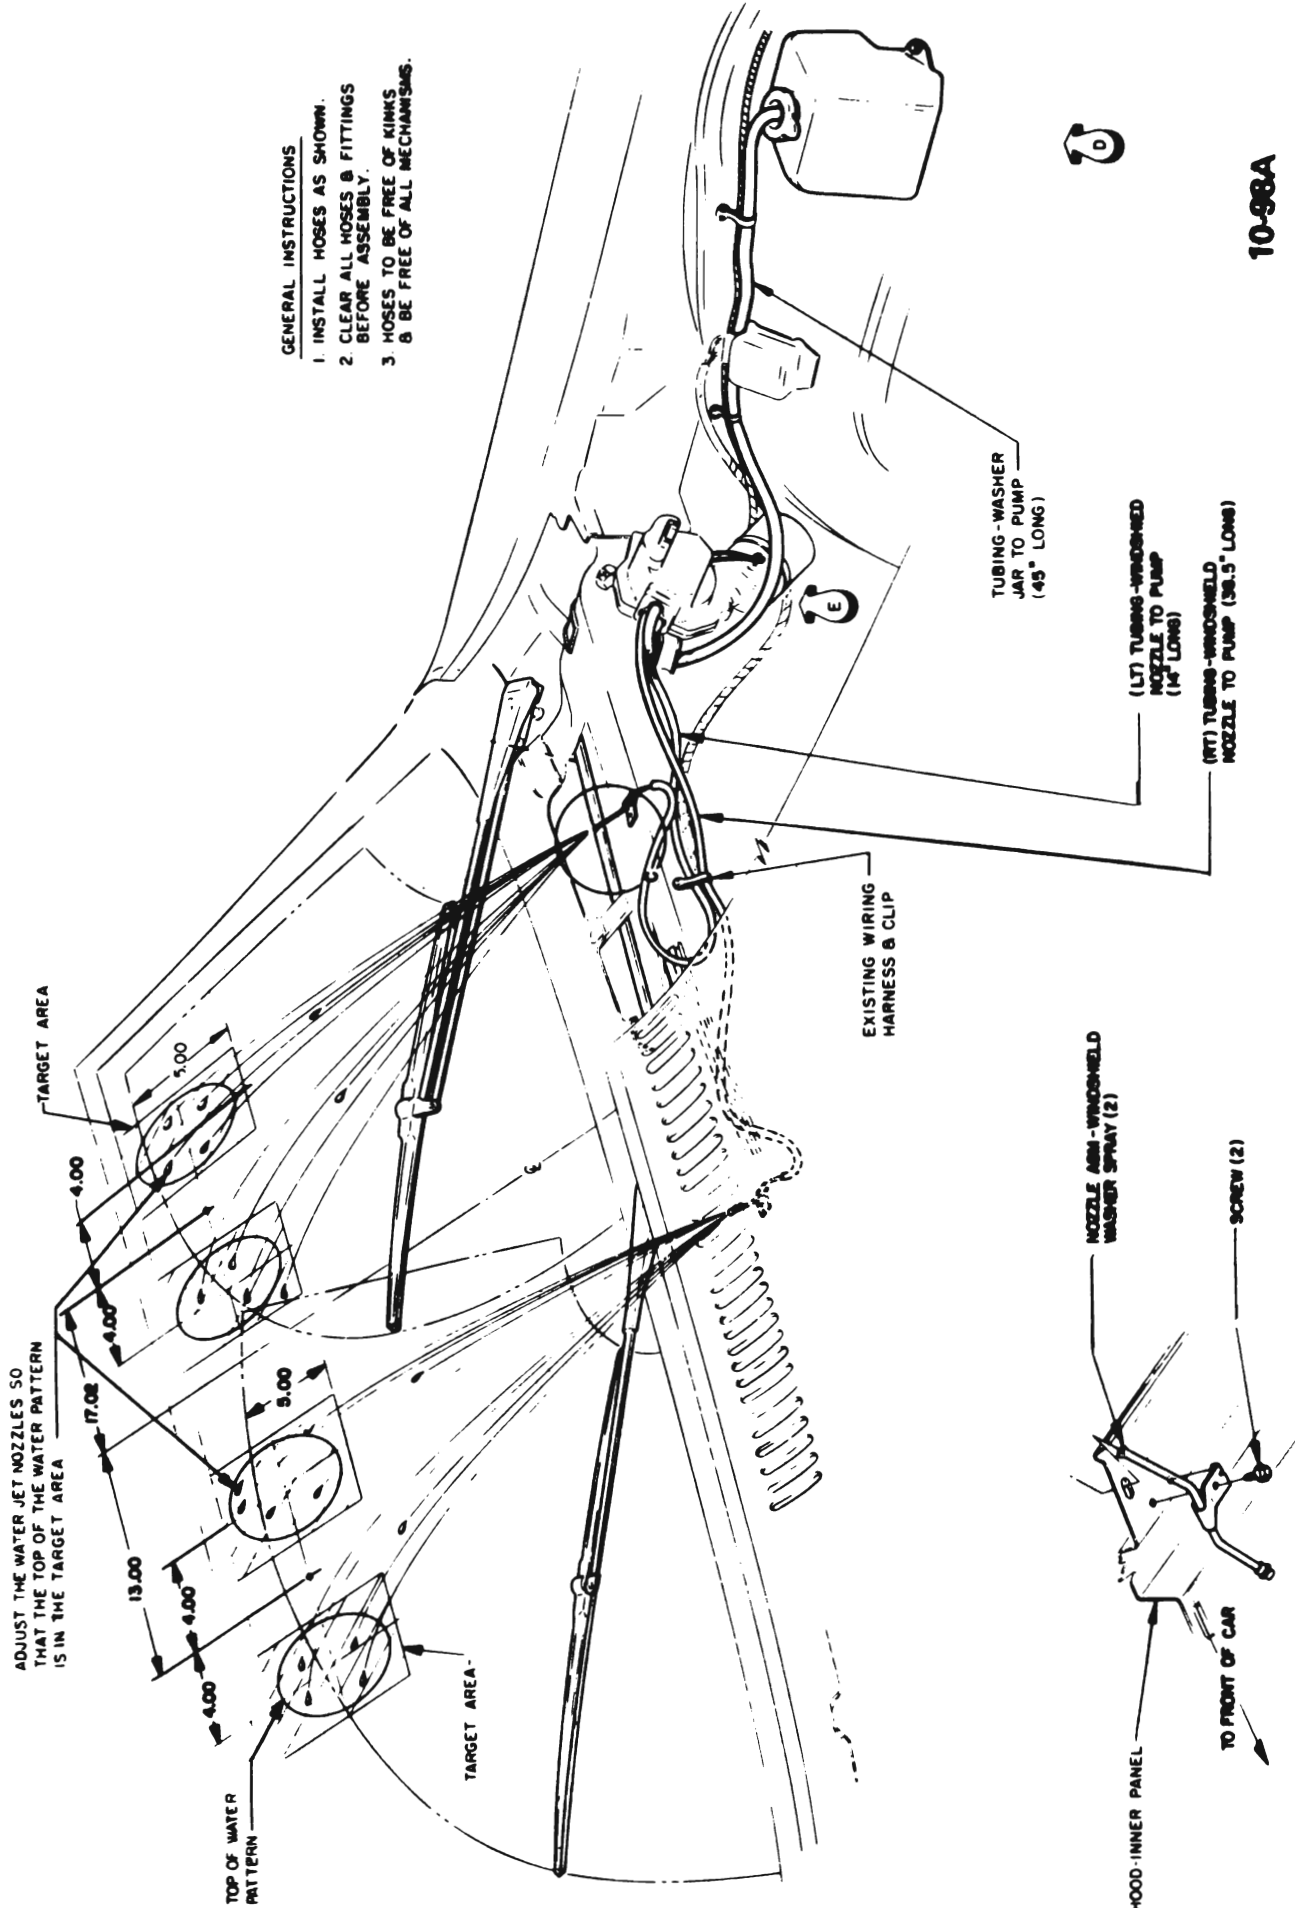 GENERAL INSTRUCTIONS
1. INSTALL HOSES AS SHOWN.
2. CLEAR ALL HOSES & FITTINGS
BEFORE ASSEMBLY.
3. HOSES TO BE FREE OF KINKS
& BE FREE OF ALL MECHANISMS.
ADJUST THE WATER JET NOZZLES SO
THAT THE TOP OF THE WATER PATTERN
IS IN THE TARGET AREA
TARGET AREA
5.00
4.00
4.00
17.02
5.00
13.00
4.00
4.00
TOP OF WATER
PATTERN
TARGET AREA
℄
D
E
TUBING-WASHER
JAR TO PUMP
(45" LONG)
(LT) TUBING-WINDSHIELD
NOZZLE TO PUMP
(14" LONG)
(RT) TUBING-WINDSHIELD
NOZZLE TO PUMP (38.5" LONG)
EXISTING WIRING
HARNESS & CLIP
NOZZLE ASM-WINDSHIELD
WASHER SPRAY (2)
SCREW (2)
HOOD-INNER PANEL
TO FRONT OF CAR
10-98A